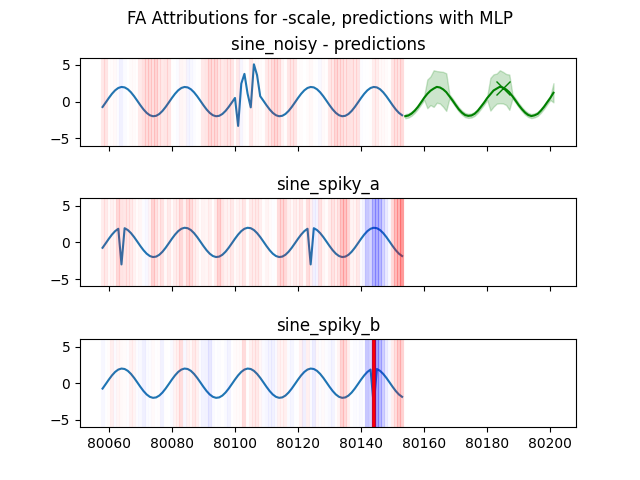 FA Attributions for -scale, predictions with MLP
sine_noisy - predictions
5
0
−5
sine_spiky_a
5
0
−5
sine_spiky_b
5
0
−5
80060 80080 80100 80120 80140 80160 80180 80200